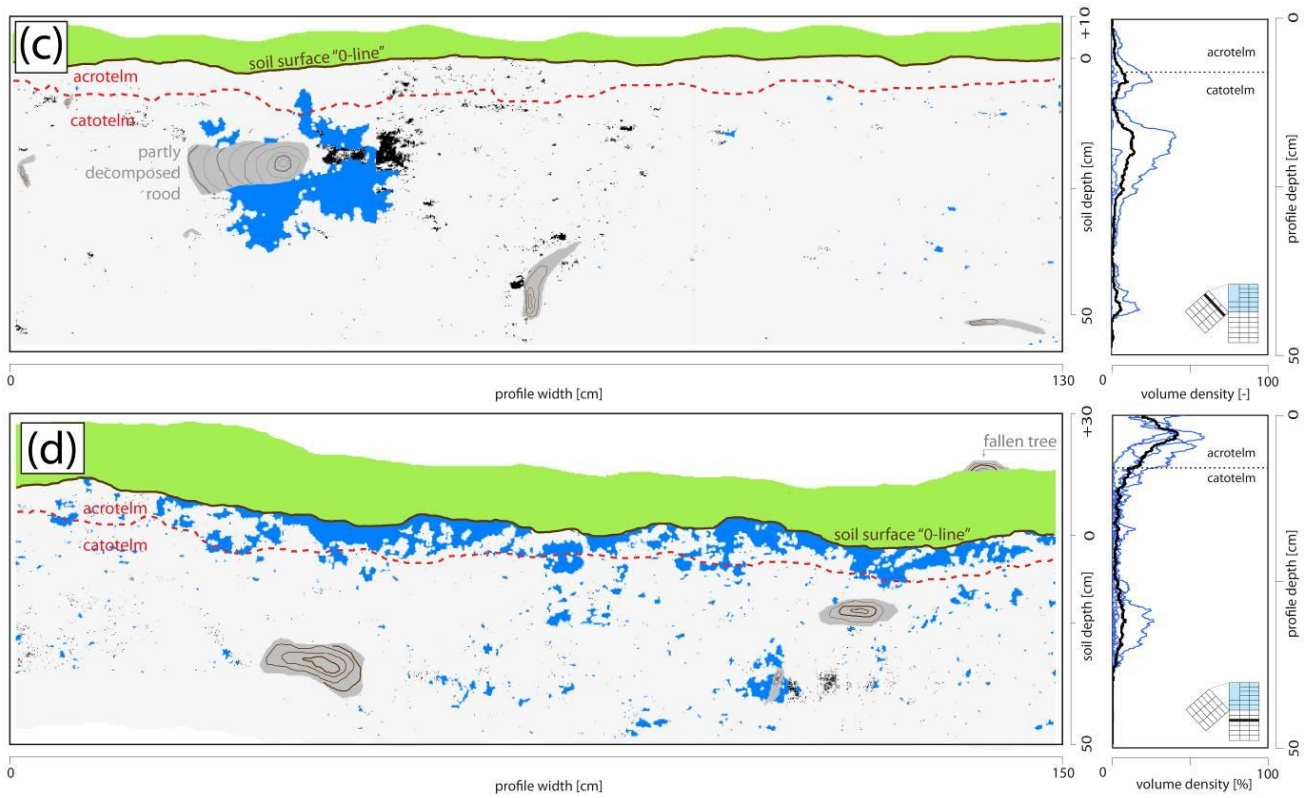 (c)
soil surface "0-line"
acrotelm
catotelm
partly
decomposed
rood
+10
0
50
soil depth [cm]
0
130
profile width [cm]
acrotelm
catotelm
0
50
profile depth [cm]
0
100
volume density [-]
(d)
fallen tree
acrotelm
catotelm
soil surface "0-line"
+30
0
50
soil depth [cm]
0
150
profile width [cm]
acrotelm
catotelm
0
50
profile depth [cm]
0
100
volume density [%]